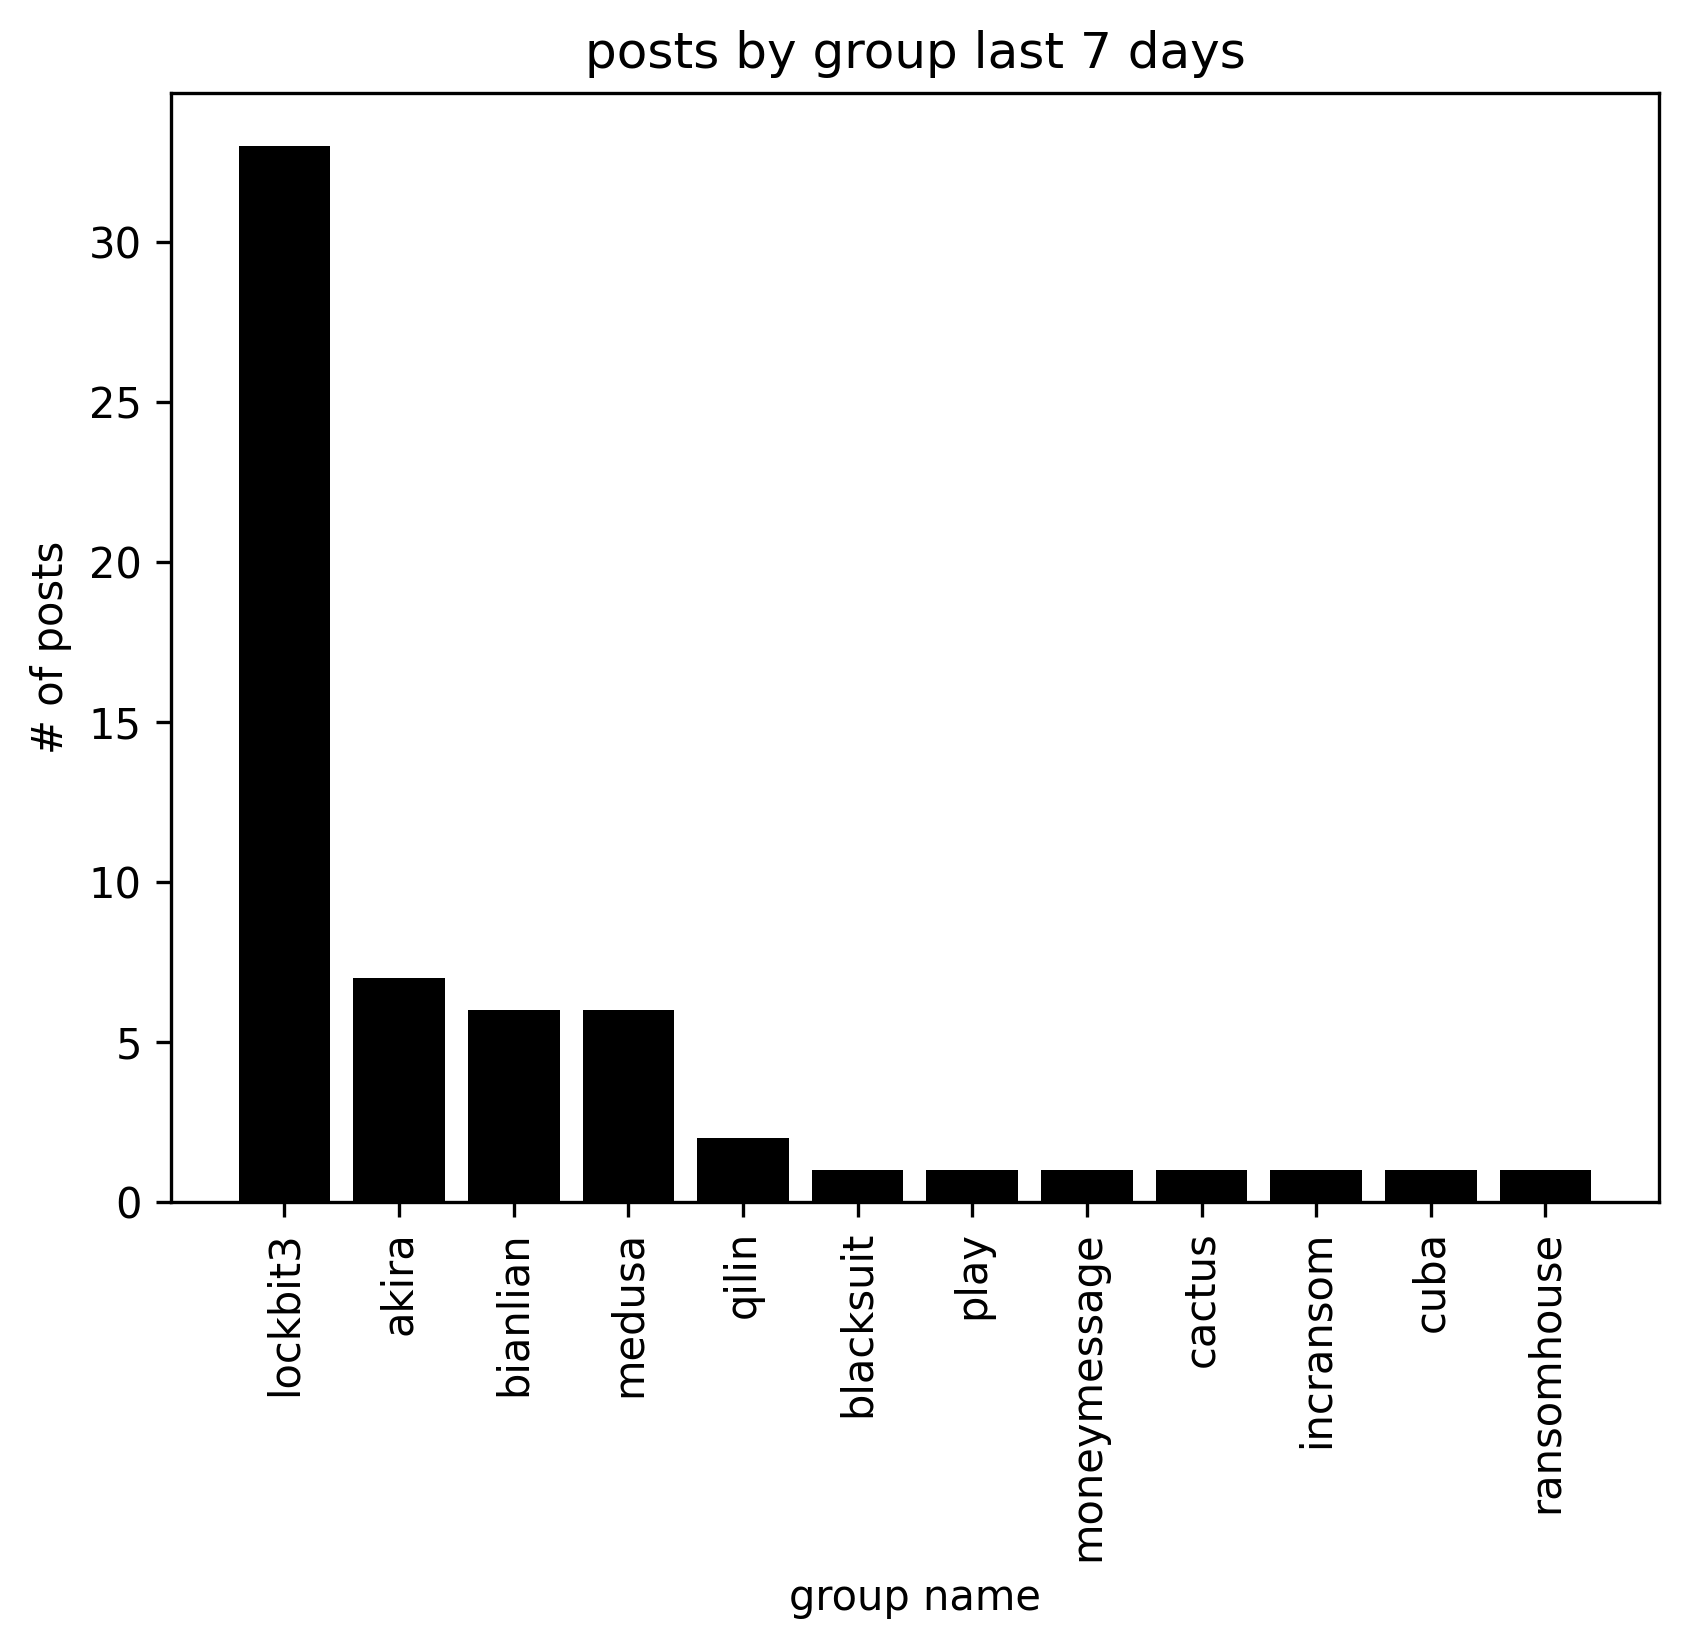 posts by group last 7 days
# of posts
30
25
20
15
10
5
0
lockbit3
akira
bianlian
medusa
qilin
blacksuit
play
moneymessage
cactus
incransom
cuba
ransomhouse
group name